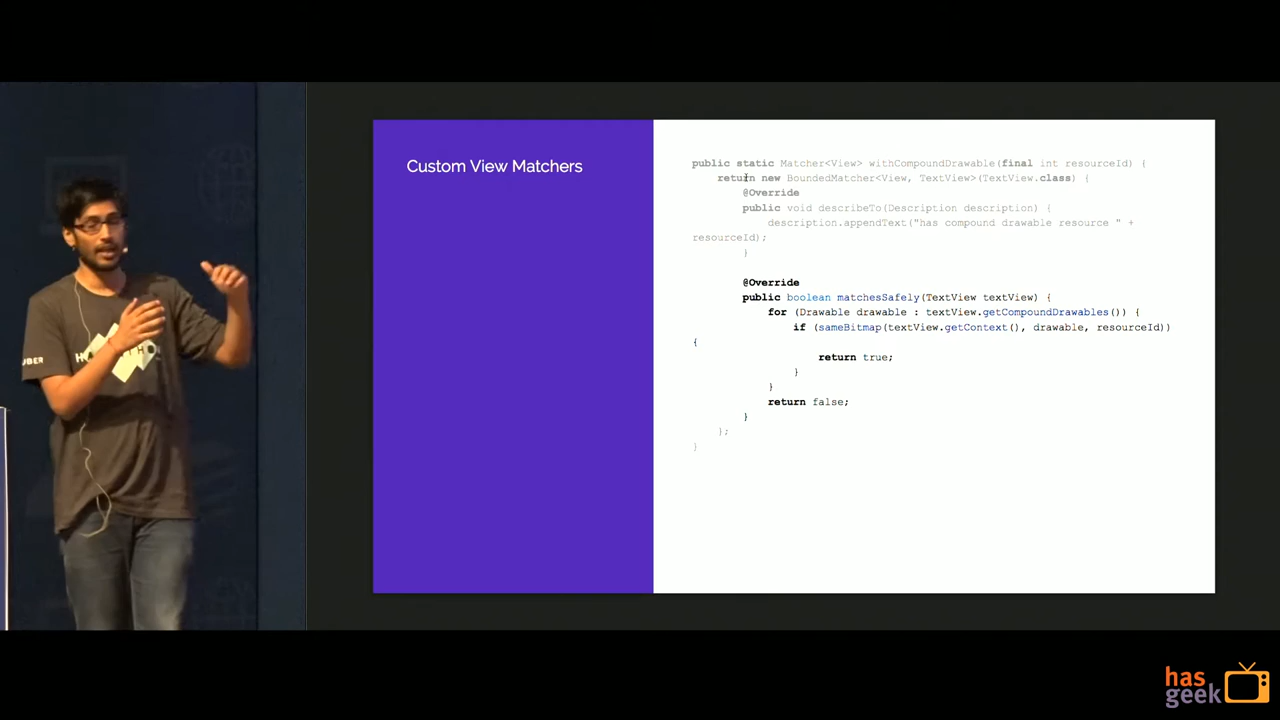 Custom View Matchers
public static Matcher<View> withCompoundDrawable(final int resourceId) {
return new BoundedMatcher<View, TextView>(TextView.class) {
@Override
public void describeTo(Description description) {
description.appendText("has compound drawable resource " +
resourceId);
}
@Override
public boolean matchesSafely(TextView textView) {
for (Drawable drawable : textView.getCompoundDrawables()) {
if (sameBitmap(textView.getContext(), drawable, resourceId))
{
return true;
}
}
return false;
}
};
}
UBER
has
geek